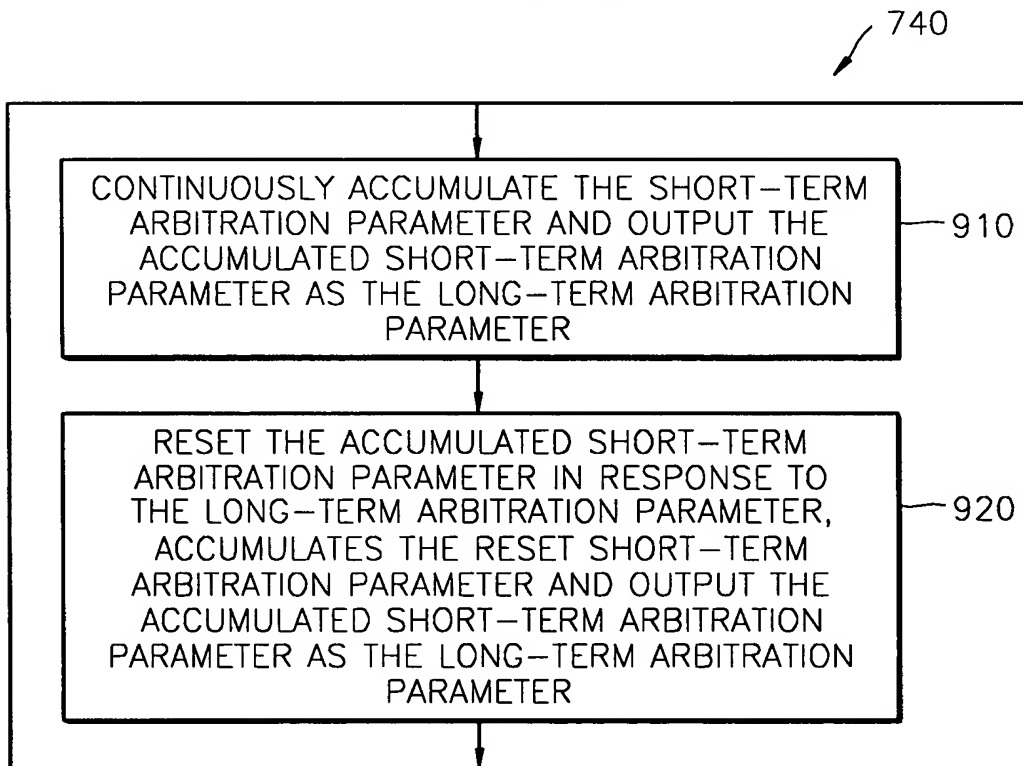 740
CONTINUOUSLY ACCUMULATE THE SHORT-TERM
ARBITRATION PARAMETER AND OUTPUT THE
ACCUMULATED SHORT-TERM ARBITRATION
PARAMETER AS THE LONG-TERM ARBITRATION
PARAMETER
910
RESET THE ACCUMULATED SHORT-TERM
ARBITRATION PARAMETER IN RESPONSE TO
THE LONG-TERM ARBITRATION PARAMETER,
ACCUMULATES THE RESET SHORT-TERM
ARBITRATION PARAMETER AND OUTPUT THE
ACCUMULATED SHORT-TERM ARBITRATION
PARAMETER AS THE LONG-TERM ARBITRATION
PARAMETER
920